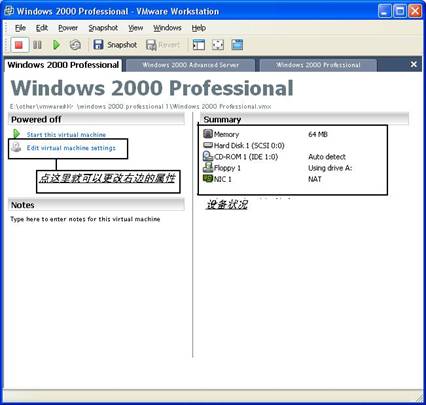 Windows 2000 Professional - VMware Workstation
File Edit Power Snapshot View Windows Help
Snapshot Revert
Windows 2000 Professional Windows 2000 Advanced Server Windows 2000 Professional
Windows 2000 Professional
\windows professional 1\Windows 2000 Professional.vmx
Powered off
Start this virtual machine
Edit virtual machine settings
点这里就可以更改右边的属性
Notes
Type here to enter notes for this virtual machine
Summary
Memory 64 MB
Hard Disk 1 (SCSI 0:0)
CD-ROM 1 (IDE 1:0) Auto detect
Floppy 1 Using drive A:
NIC 1 NAT
设备状况